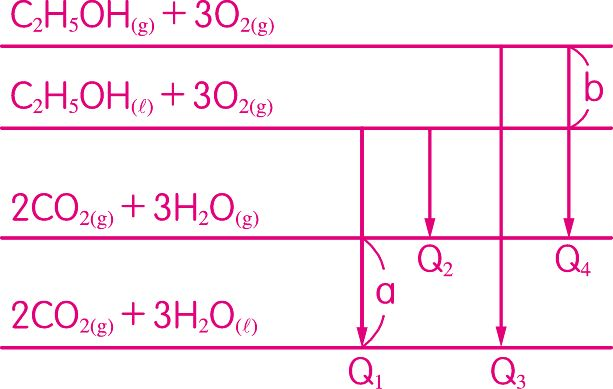 C₂H₅OH(g) + 3O₂(g)
C₂H₅OH(ℓ) + 3O₂(g)
b
2CO₂(g) + 3H₂O(g)
Q₂
Q₄
a
2CO₂(g) + 3H₂O(ℓ)
Q₁
Q₃